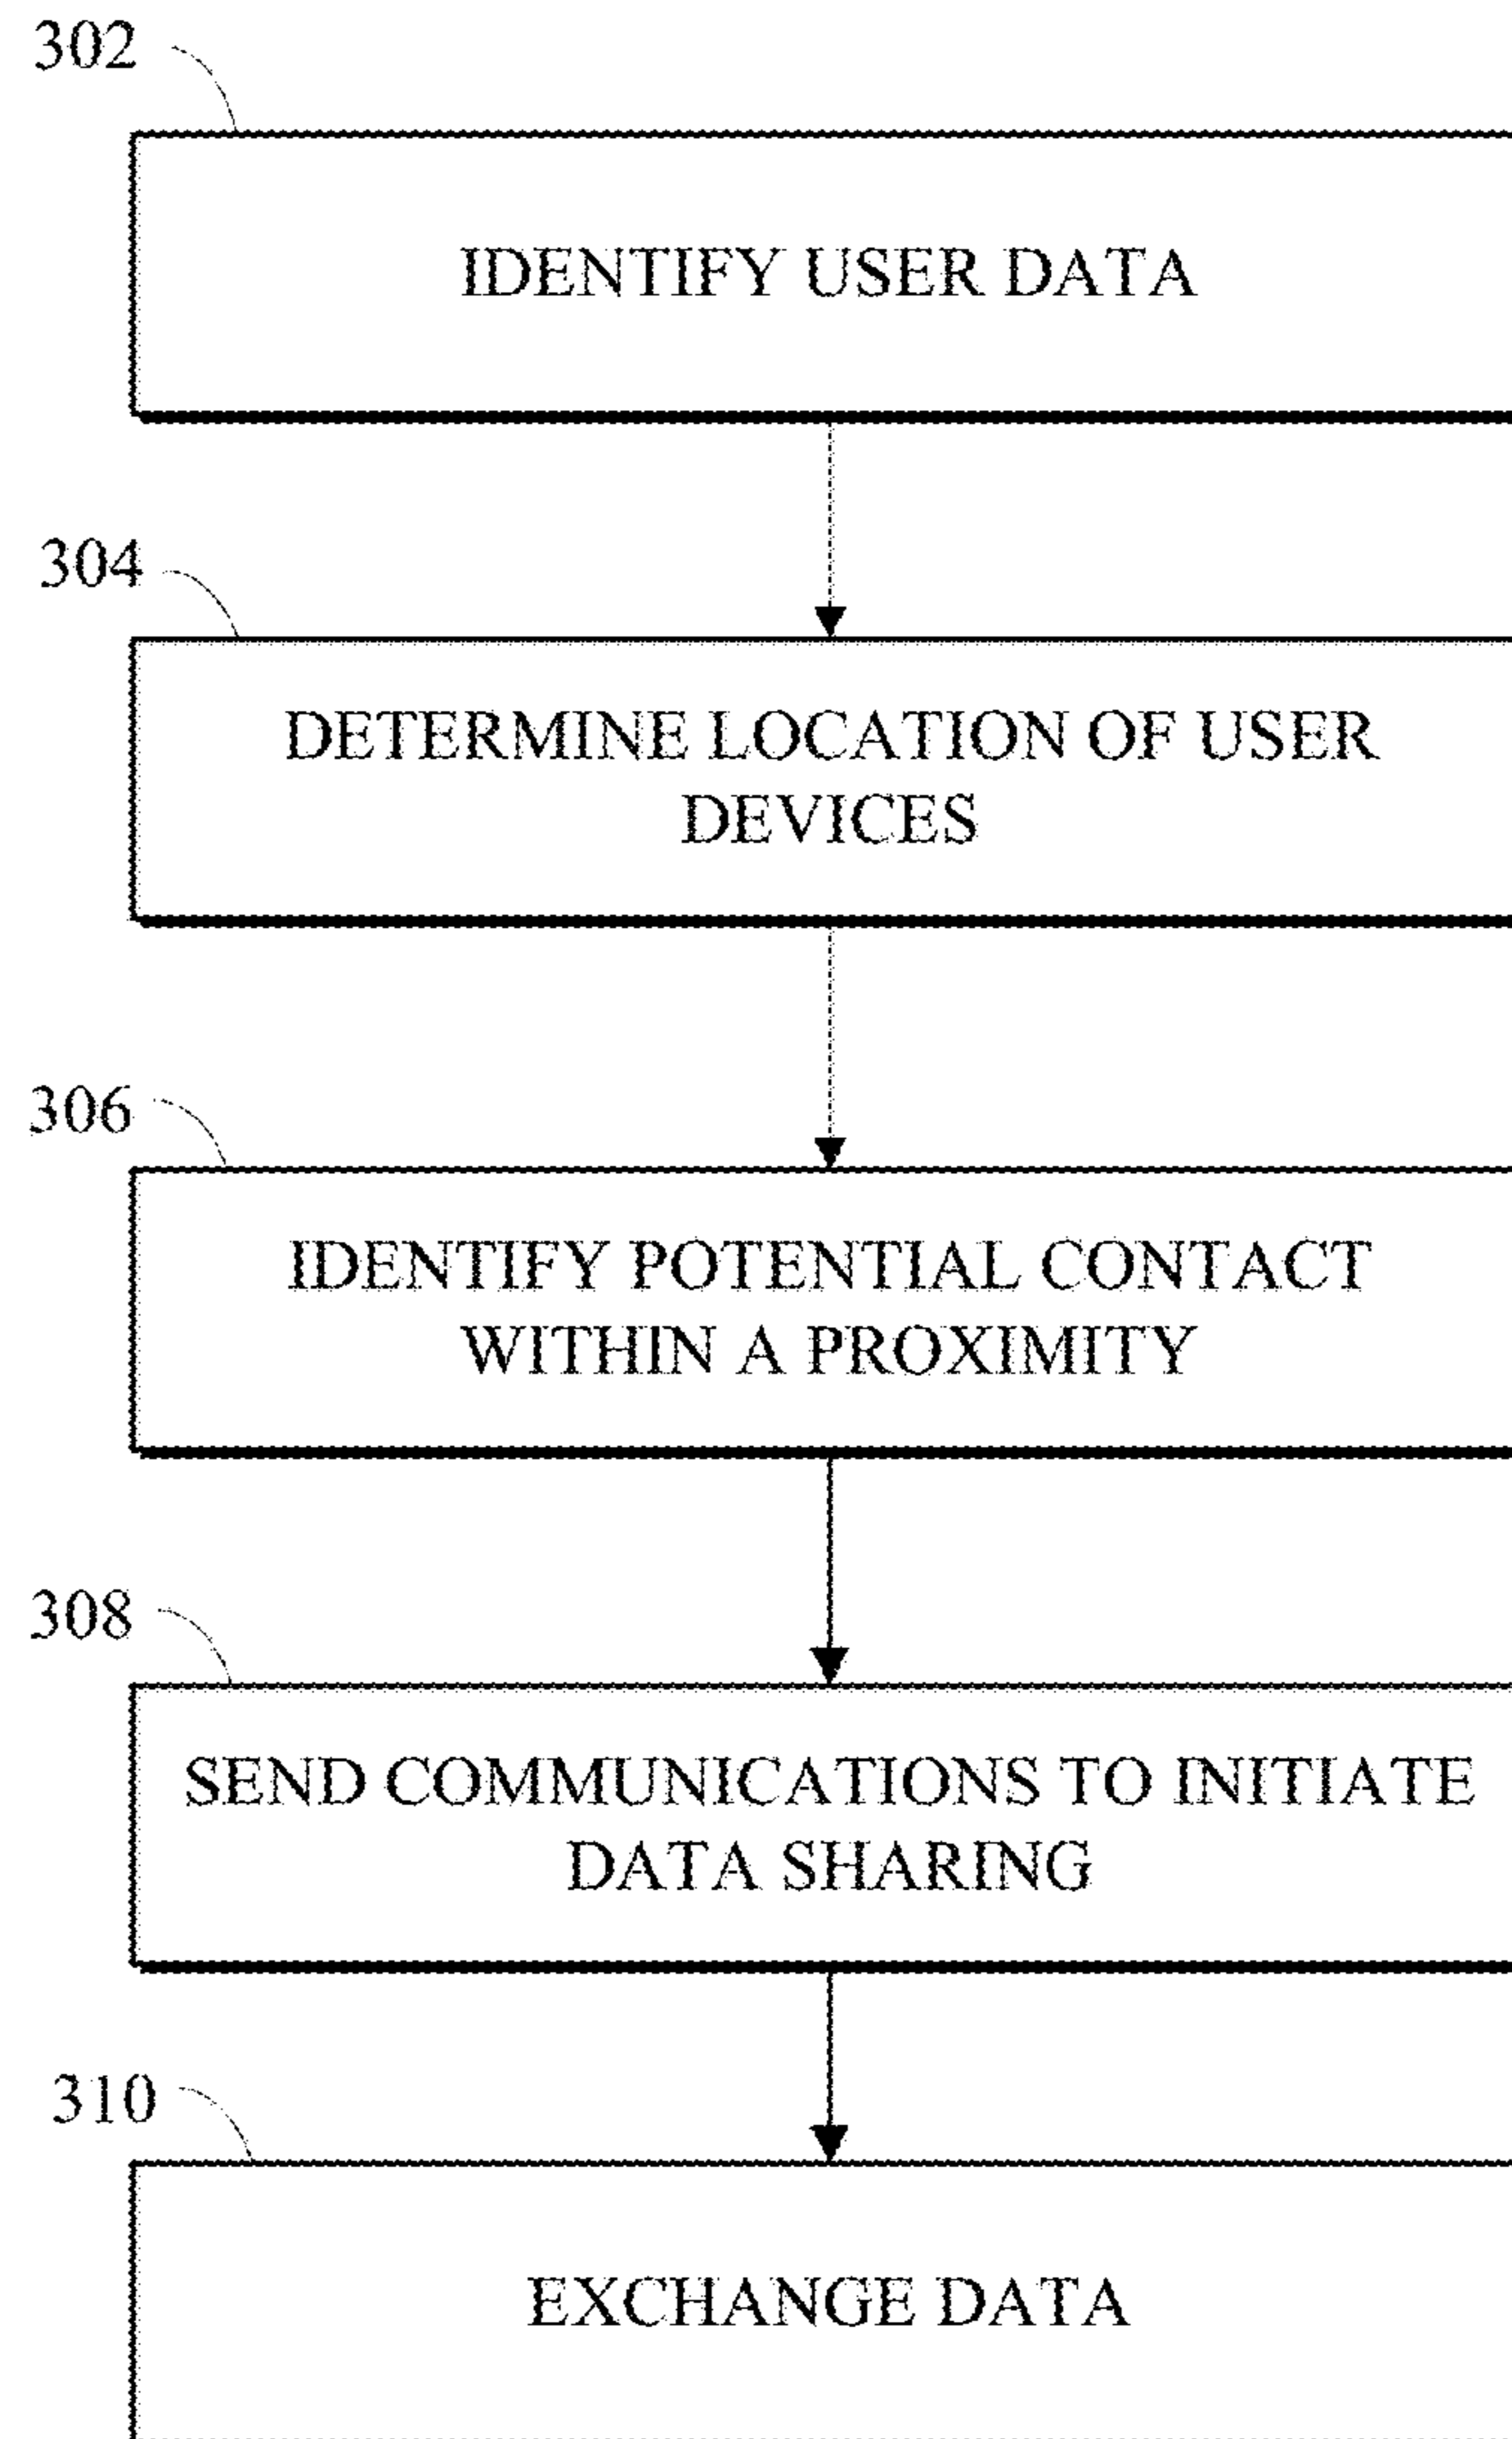 302
IDENTIFY USER DATA
304
DETERMINE LOCATION OF USER
DEVICES
306
IDENTIFY POTENTIAL CONTACT
WITHIN A PROXIMITY
308
SEND COMMUNICATIONS TO INITIATE
DATA SHARING
310
EXCHANGE DATA